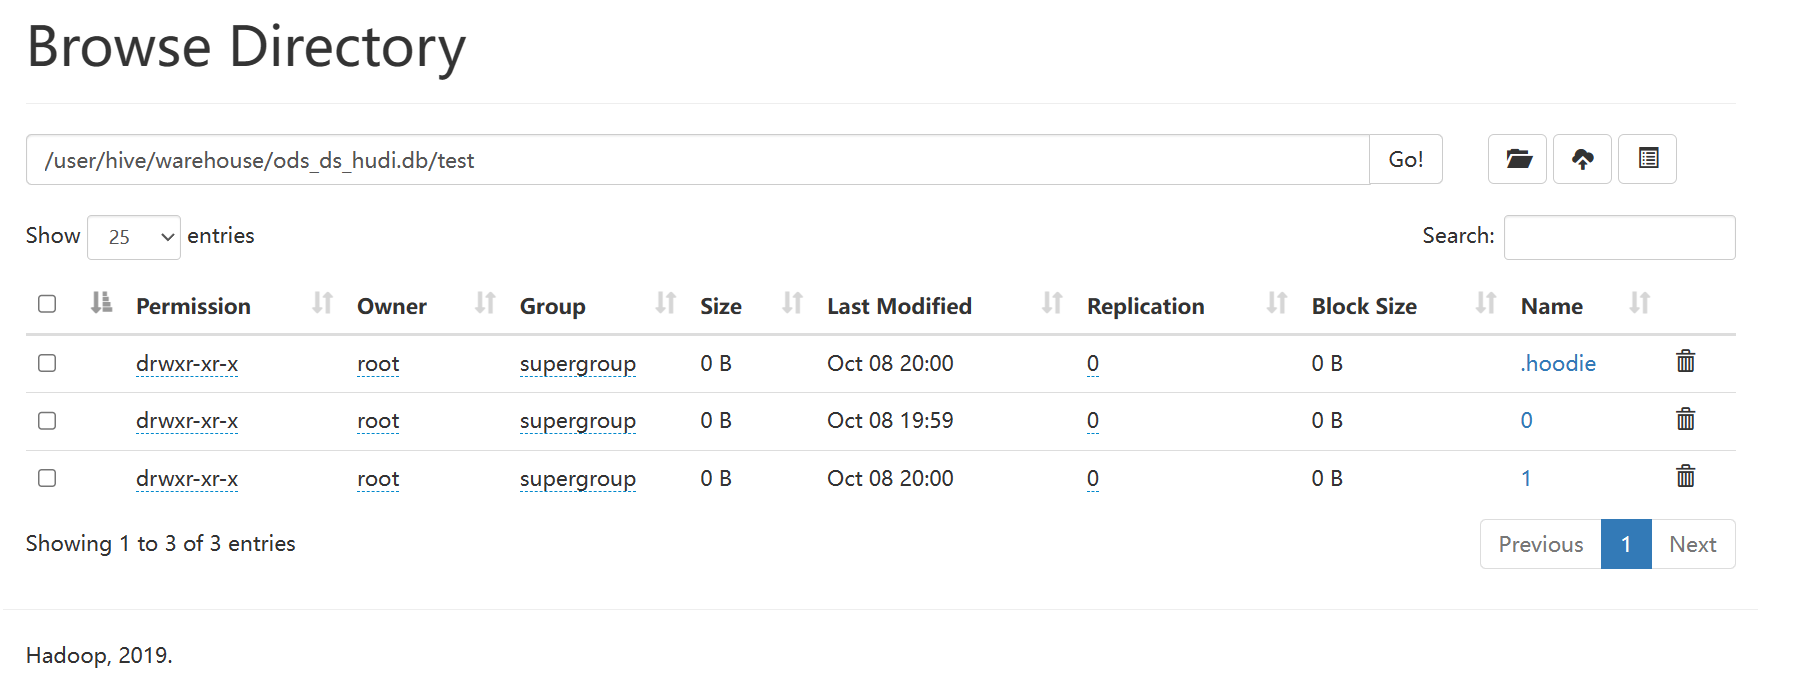 Browse Directory
/user/hive/warehouse/ods_ds_hudi.db/test Go!
Show 25 entries Search:
Permission Owner Group Size Last Modified Replication Block Size Name
drwxr-xr-x root supergroup 0 B Oct 08 20:00 0 0 B .hoodie
drwxr-xr-x root supergroup 0 B Oct 08 19:59 0 0 B 0
drwxr-xr-x root supergroup 0 B Oct 08 20:00 0 0 B 1
Showing 1 to 3 of 3 entries Previous 1 Next
Hadoop, 2019.